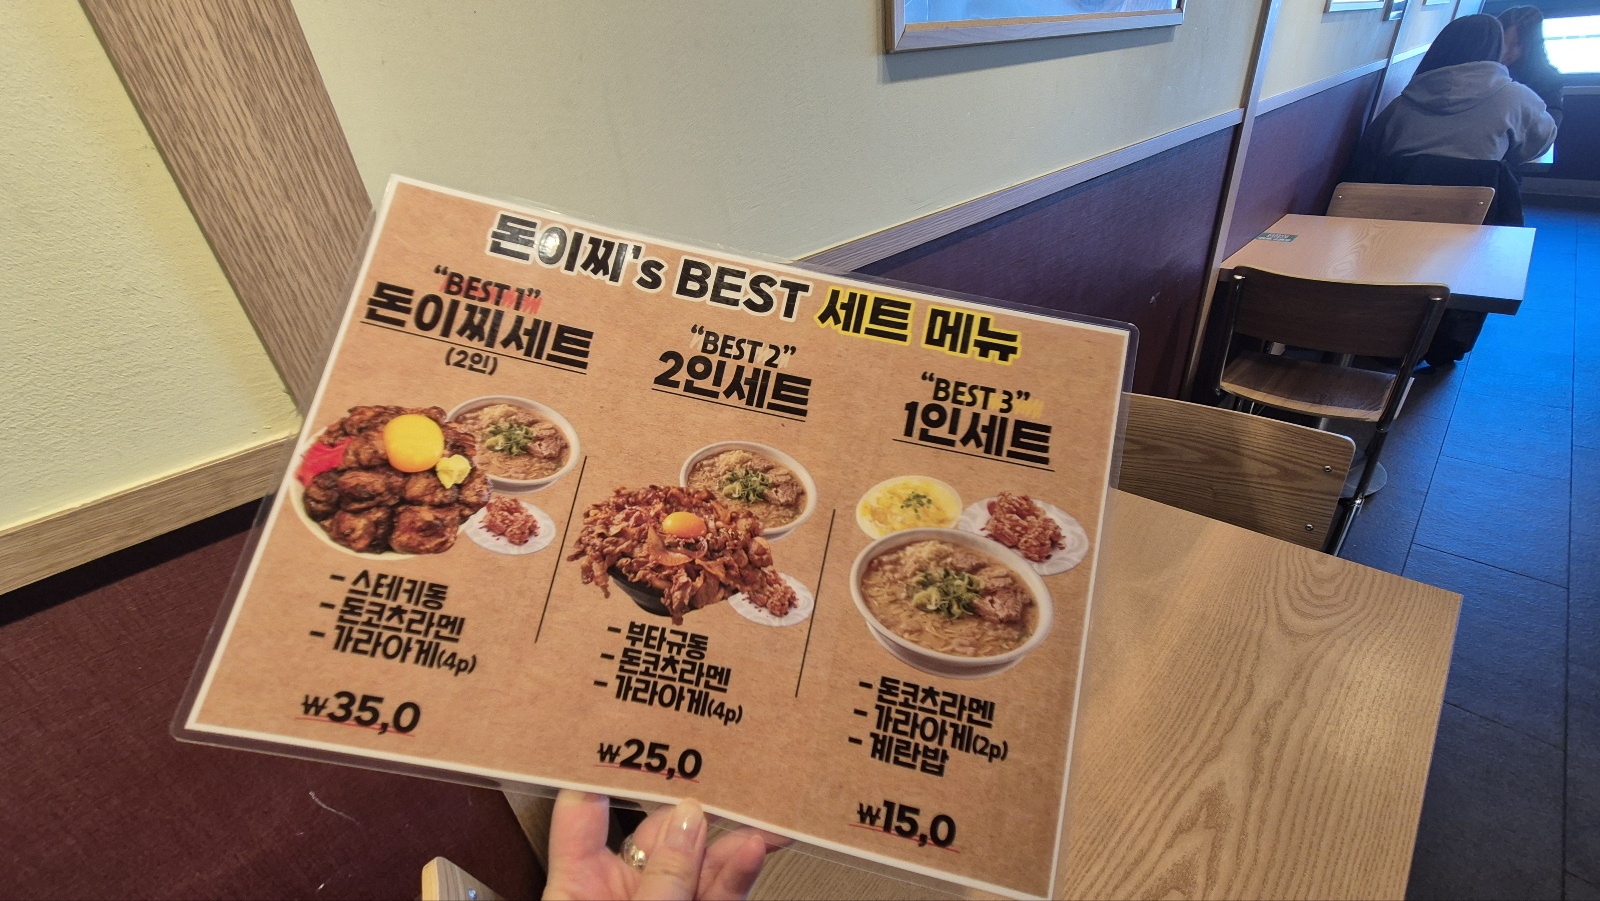 돈이찌's BEST 세트 메뉴
“BEST 1”
돈이찌세트
(2인)
- 스테키동
- 돈코츠라멘
- 가라아게(4p)
₩35,0
“BEST 2”
2인세트
- 부타규동
- 돈코츠라멘
- 가라아게(4p)
₩25,0
“BEST 3”
1인세트
- 돈코츠라멘
- 가라아게(2p)
- 계란밥
₩15,0